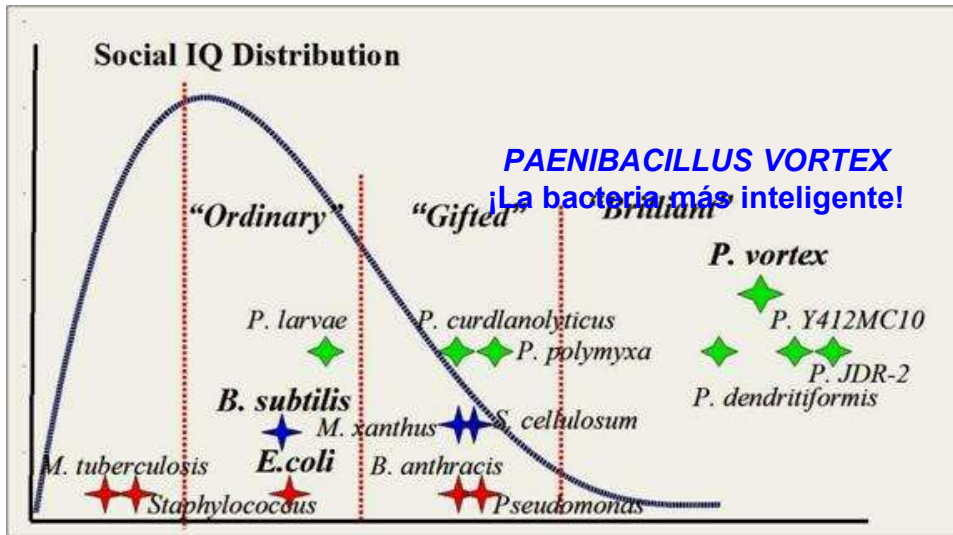 Social IQ Distribution
PAENIBACILLUS VORTEX
¡La bacteria más inteligente!
“Ordinary”
“Gifted”
“Brilliant”
P. vortex
P. larvae
P. curdlanolyticus
P. Y412MC10
P. polymyxa
P. JDR-2
P. dendritiformis
B. subtilis
M. xanthus
S. cellulosum
M. tuberculosis
E.coli
B. anthracis
Staphylococcus
Pseudomonas